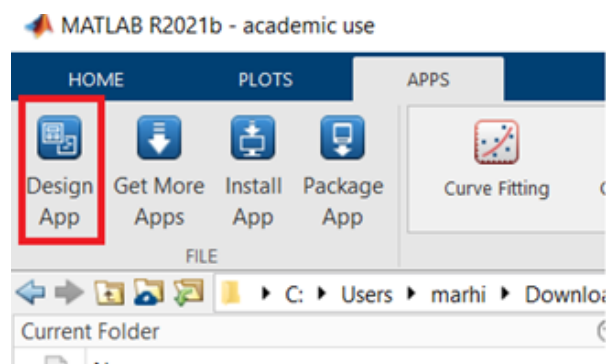 MATLAB R2021b - academic use
HOME PLOTS APPS
Design App
Get More Apps
Install App
Package App
Curve Fitting
FILE
C: Users marhi
Current Folder